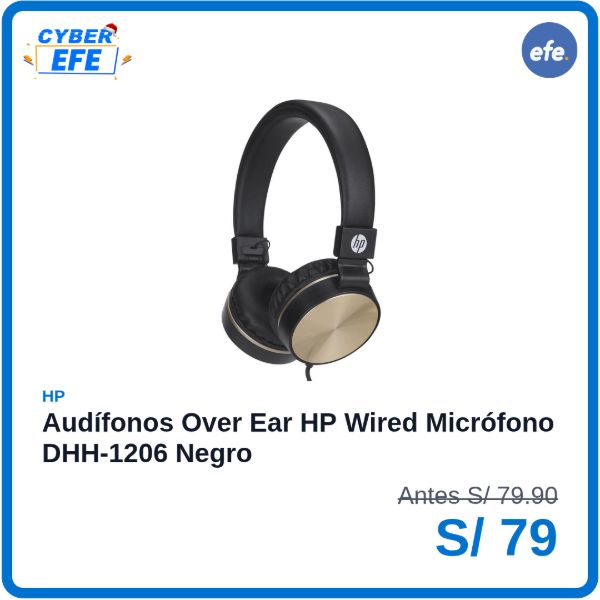 CYBER
EFE
efe.
hp
HP
Audífonos Over Ear HP Wired Micrófono
DHH-1206 Negro
Antes S/ 79.90
S/ 79